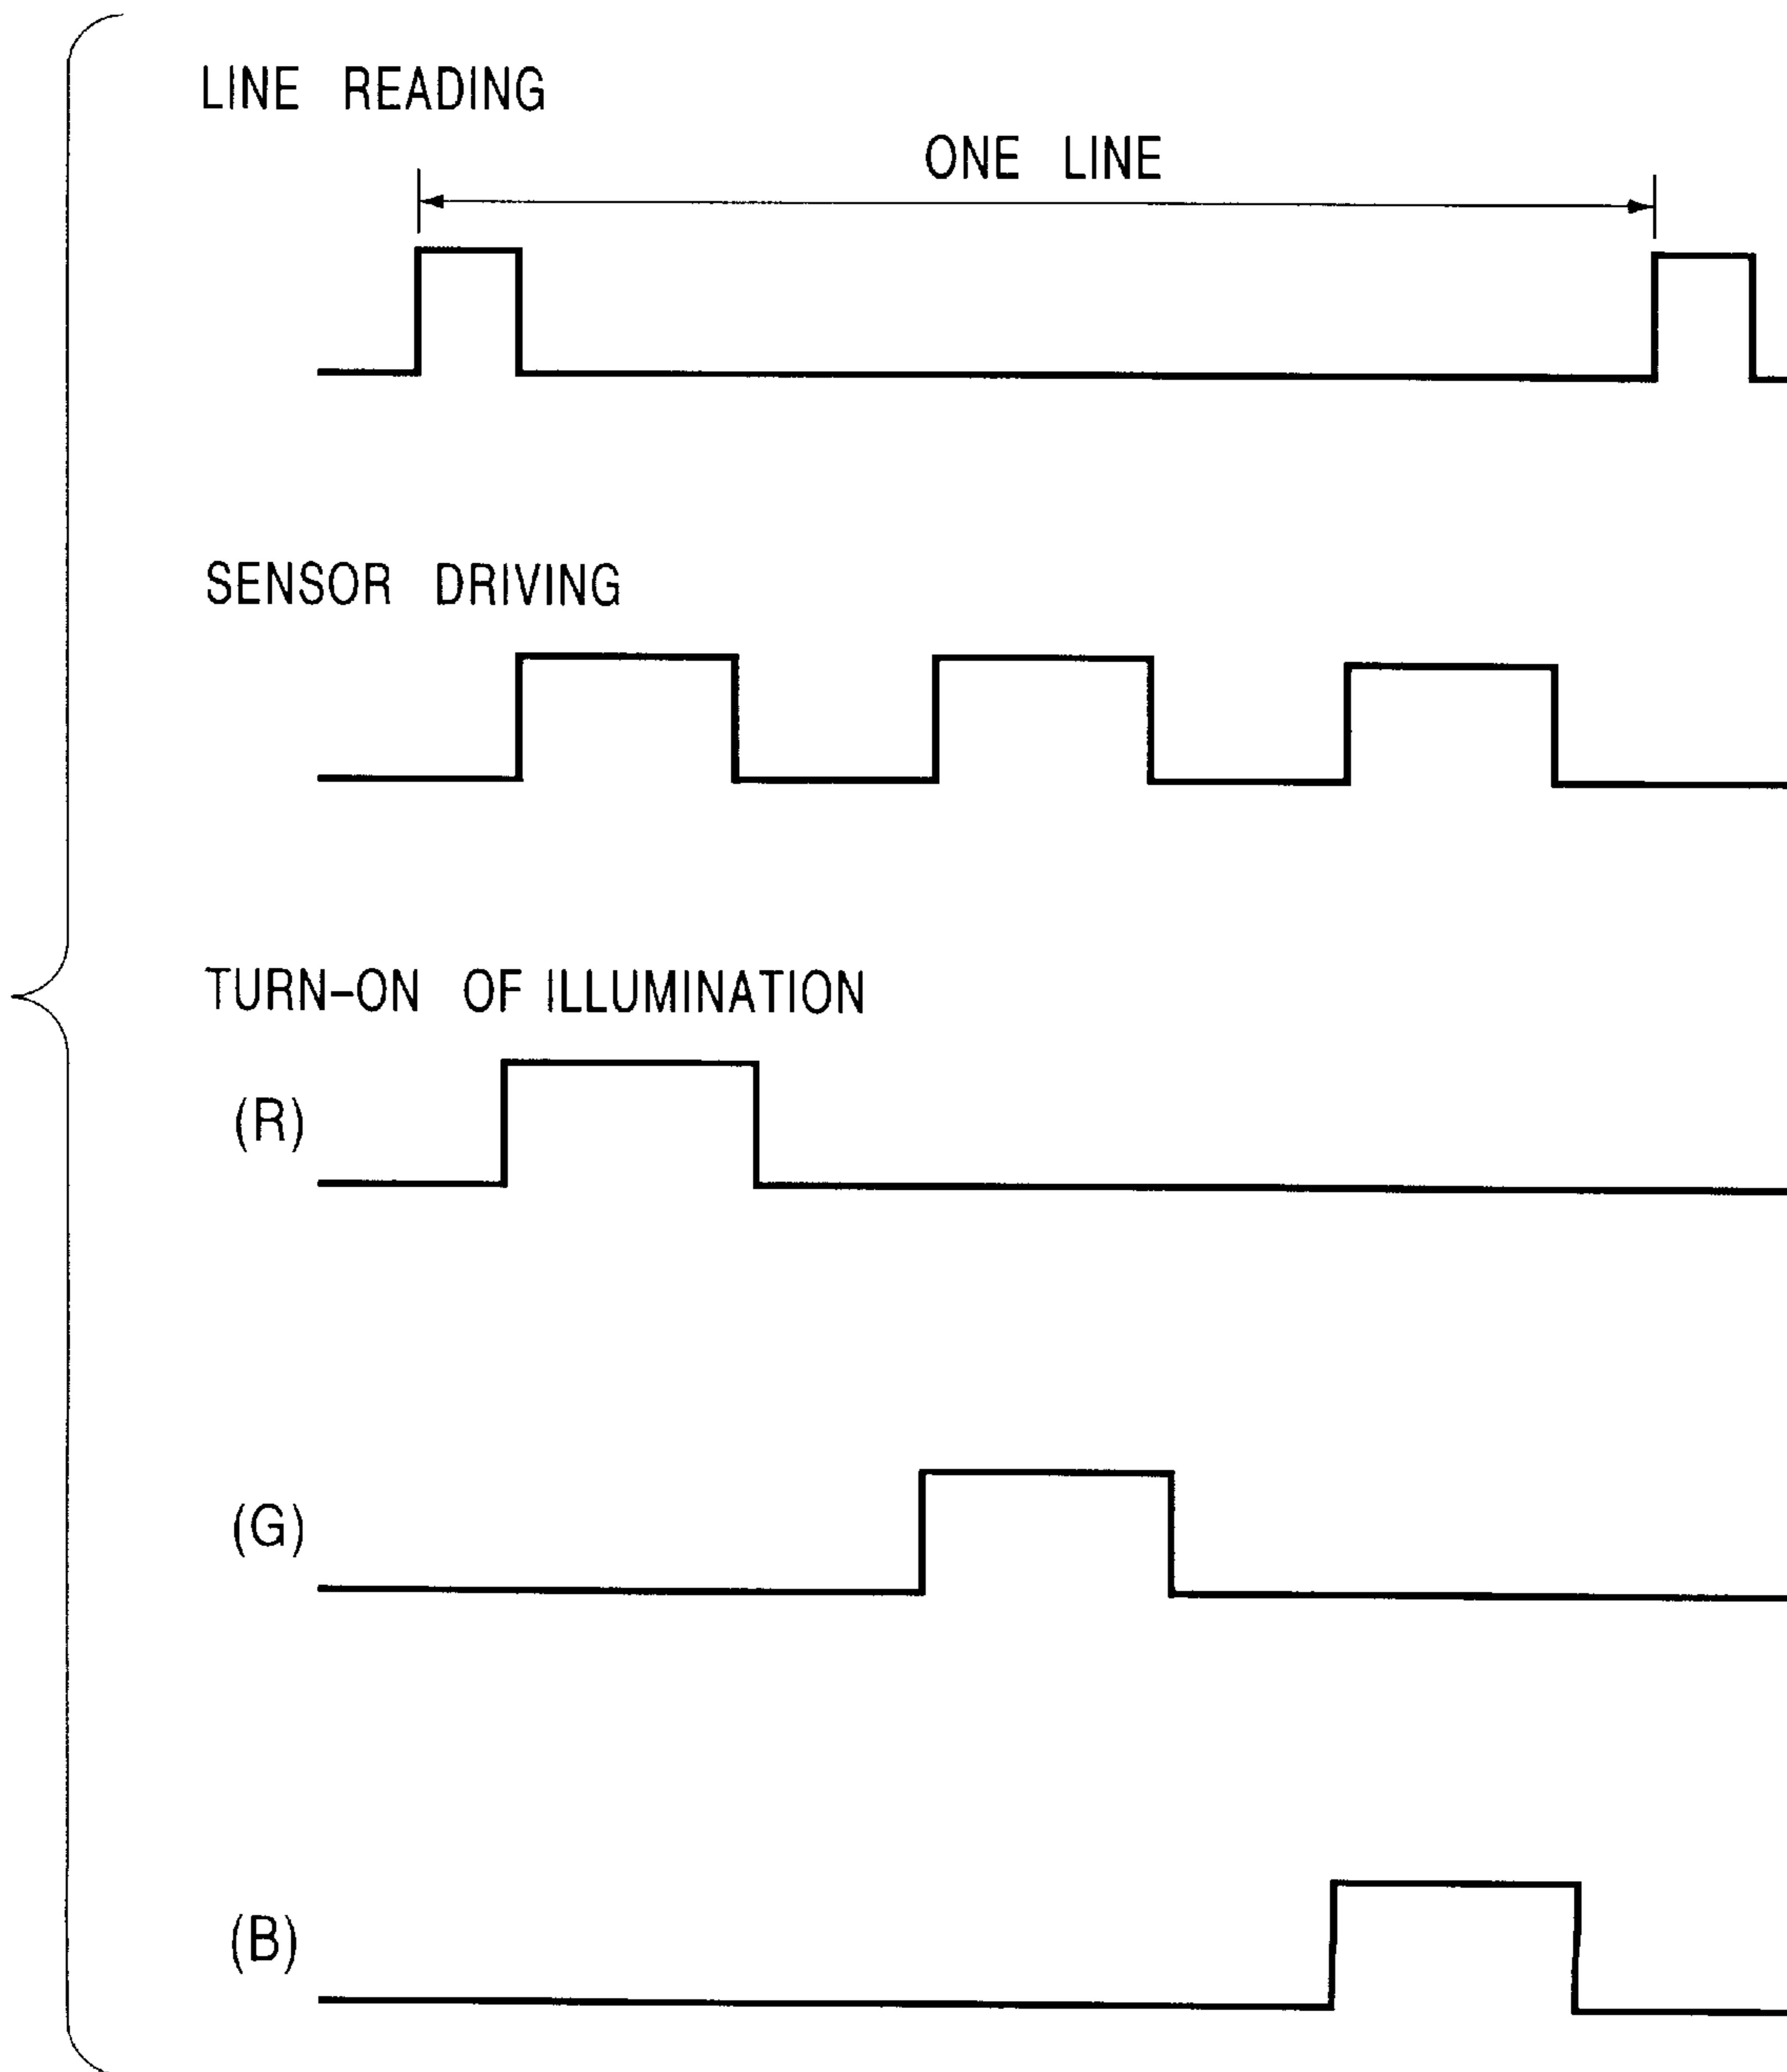 LINE READING
ONE LINE
SENSOR DRIVING
TURN-ON OF ILLUMINATION
(R)
(G)
(B)